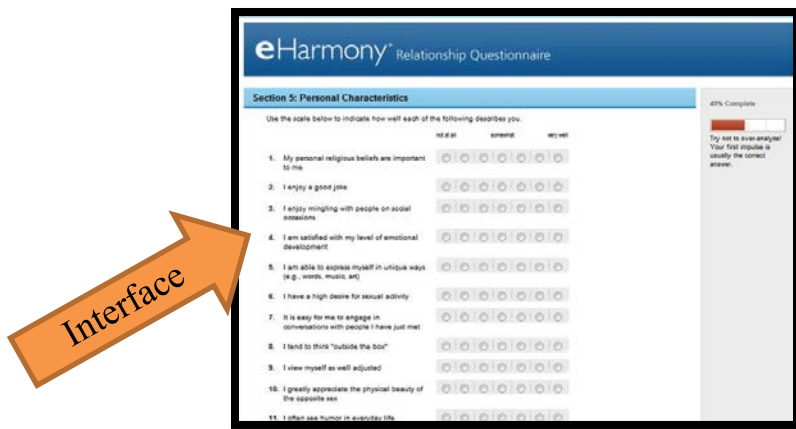 eHarmony® Relationship Questionnaire
Section 5: Personal Characteristics
Use the scale below to indicate how well each of the following describes you.
not at all somewhat very well
1. My personal religious beliefs are important
to me
2. I enjoy a good joke
3. I enjoy mingling with people on social
occasions
4. I am satisfied with my level of emotional
development
5. I am able to express myself in unique ways
(e.g., words, music, art)
6. I have a high desire for sexual activity
7. It is easy for me to engage in
conversations with people I have just met
8. I tend to think "outside the box"
9. I view myself as well adjusted
10. I greatly appreciate the physical beauty of
the opposite sex
11. I often see humor in everyday life
Complete
Try not to over-analyze!
Your first impulse is
usually the correct
answer.
Interface